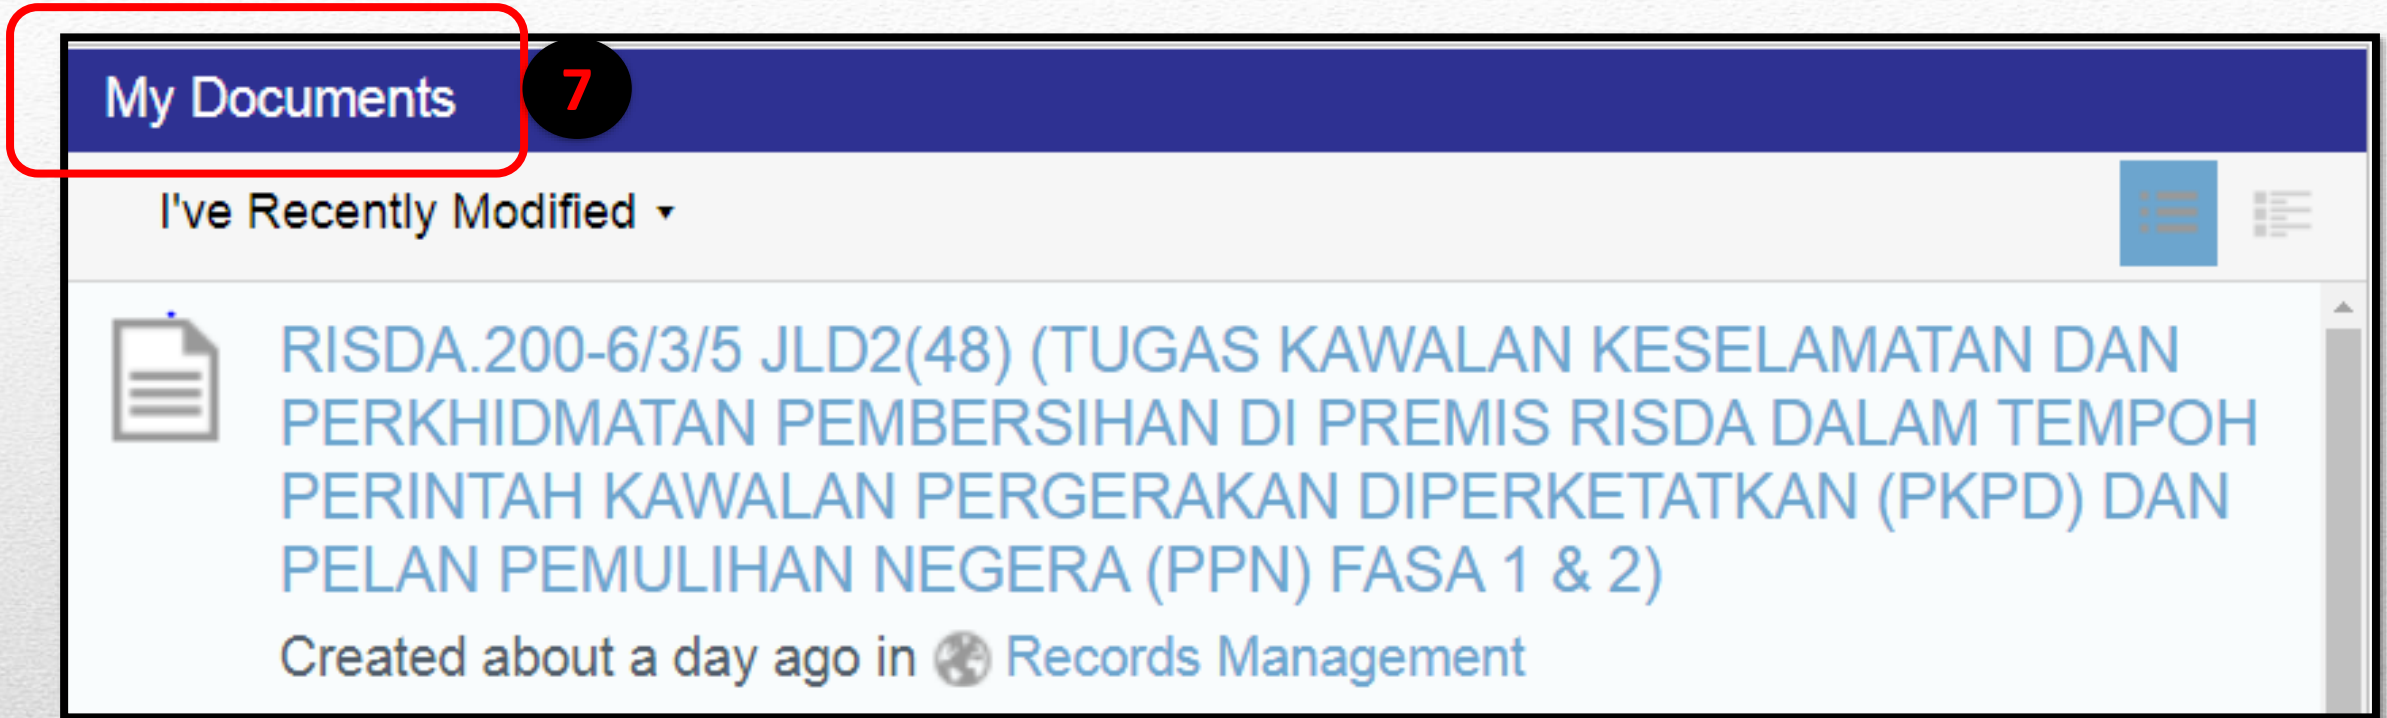 My Documents
7
I've Recently Modified
RISDA.200-6/3/5 JLD2(48) (TUGAS KAWALAN KESELAMATAN DAN
PERKHIDMATAN PEMBERSIHAN DI PREMIS RISDA DALAM TEMPOH
PERINTAH KAWALAN PERGERAKAN DIPERKETATKAN (PKPD) DAN
PELAN PEMULIHAN NEGERA (PPN) FASA 1 & 2)
Created about a day ago in Records Management